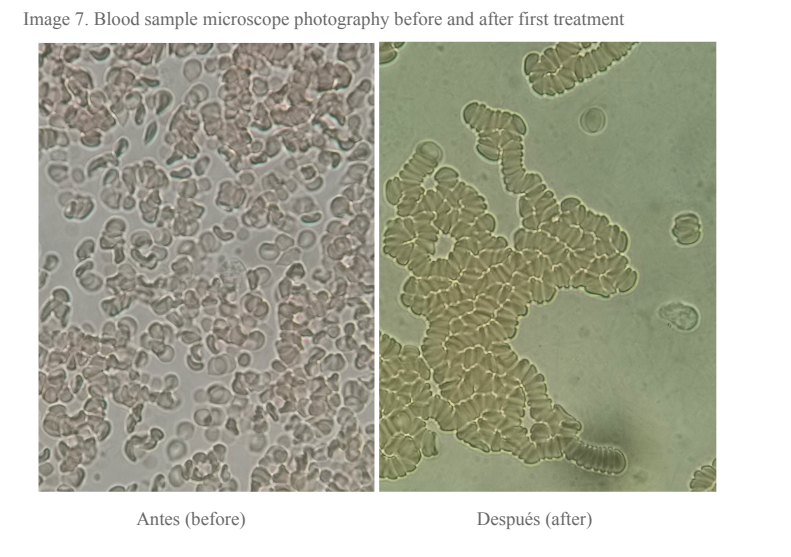 Image 7. Blood sample microscope photography before and after first treatment
Antes (before)
Después (after)